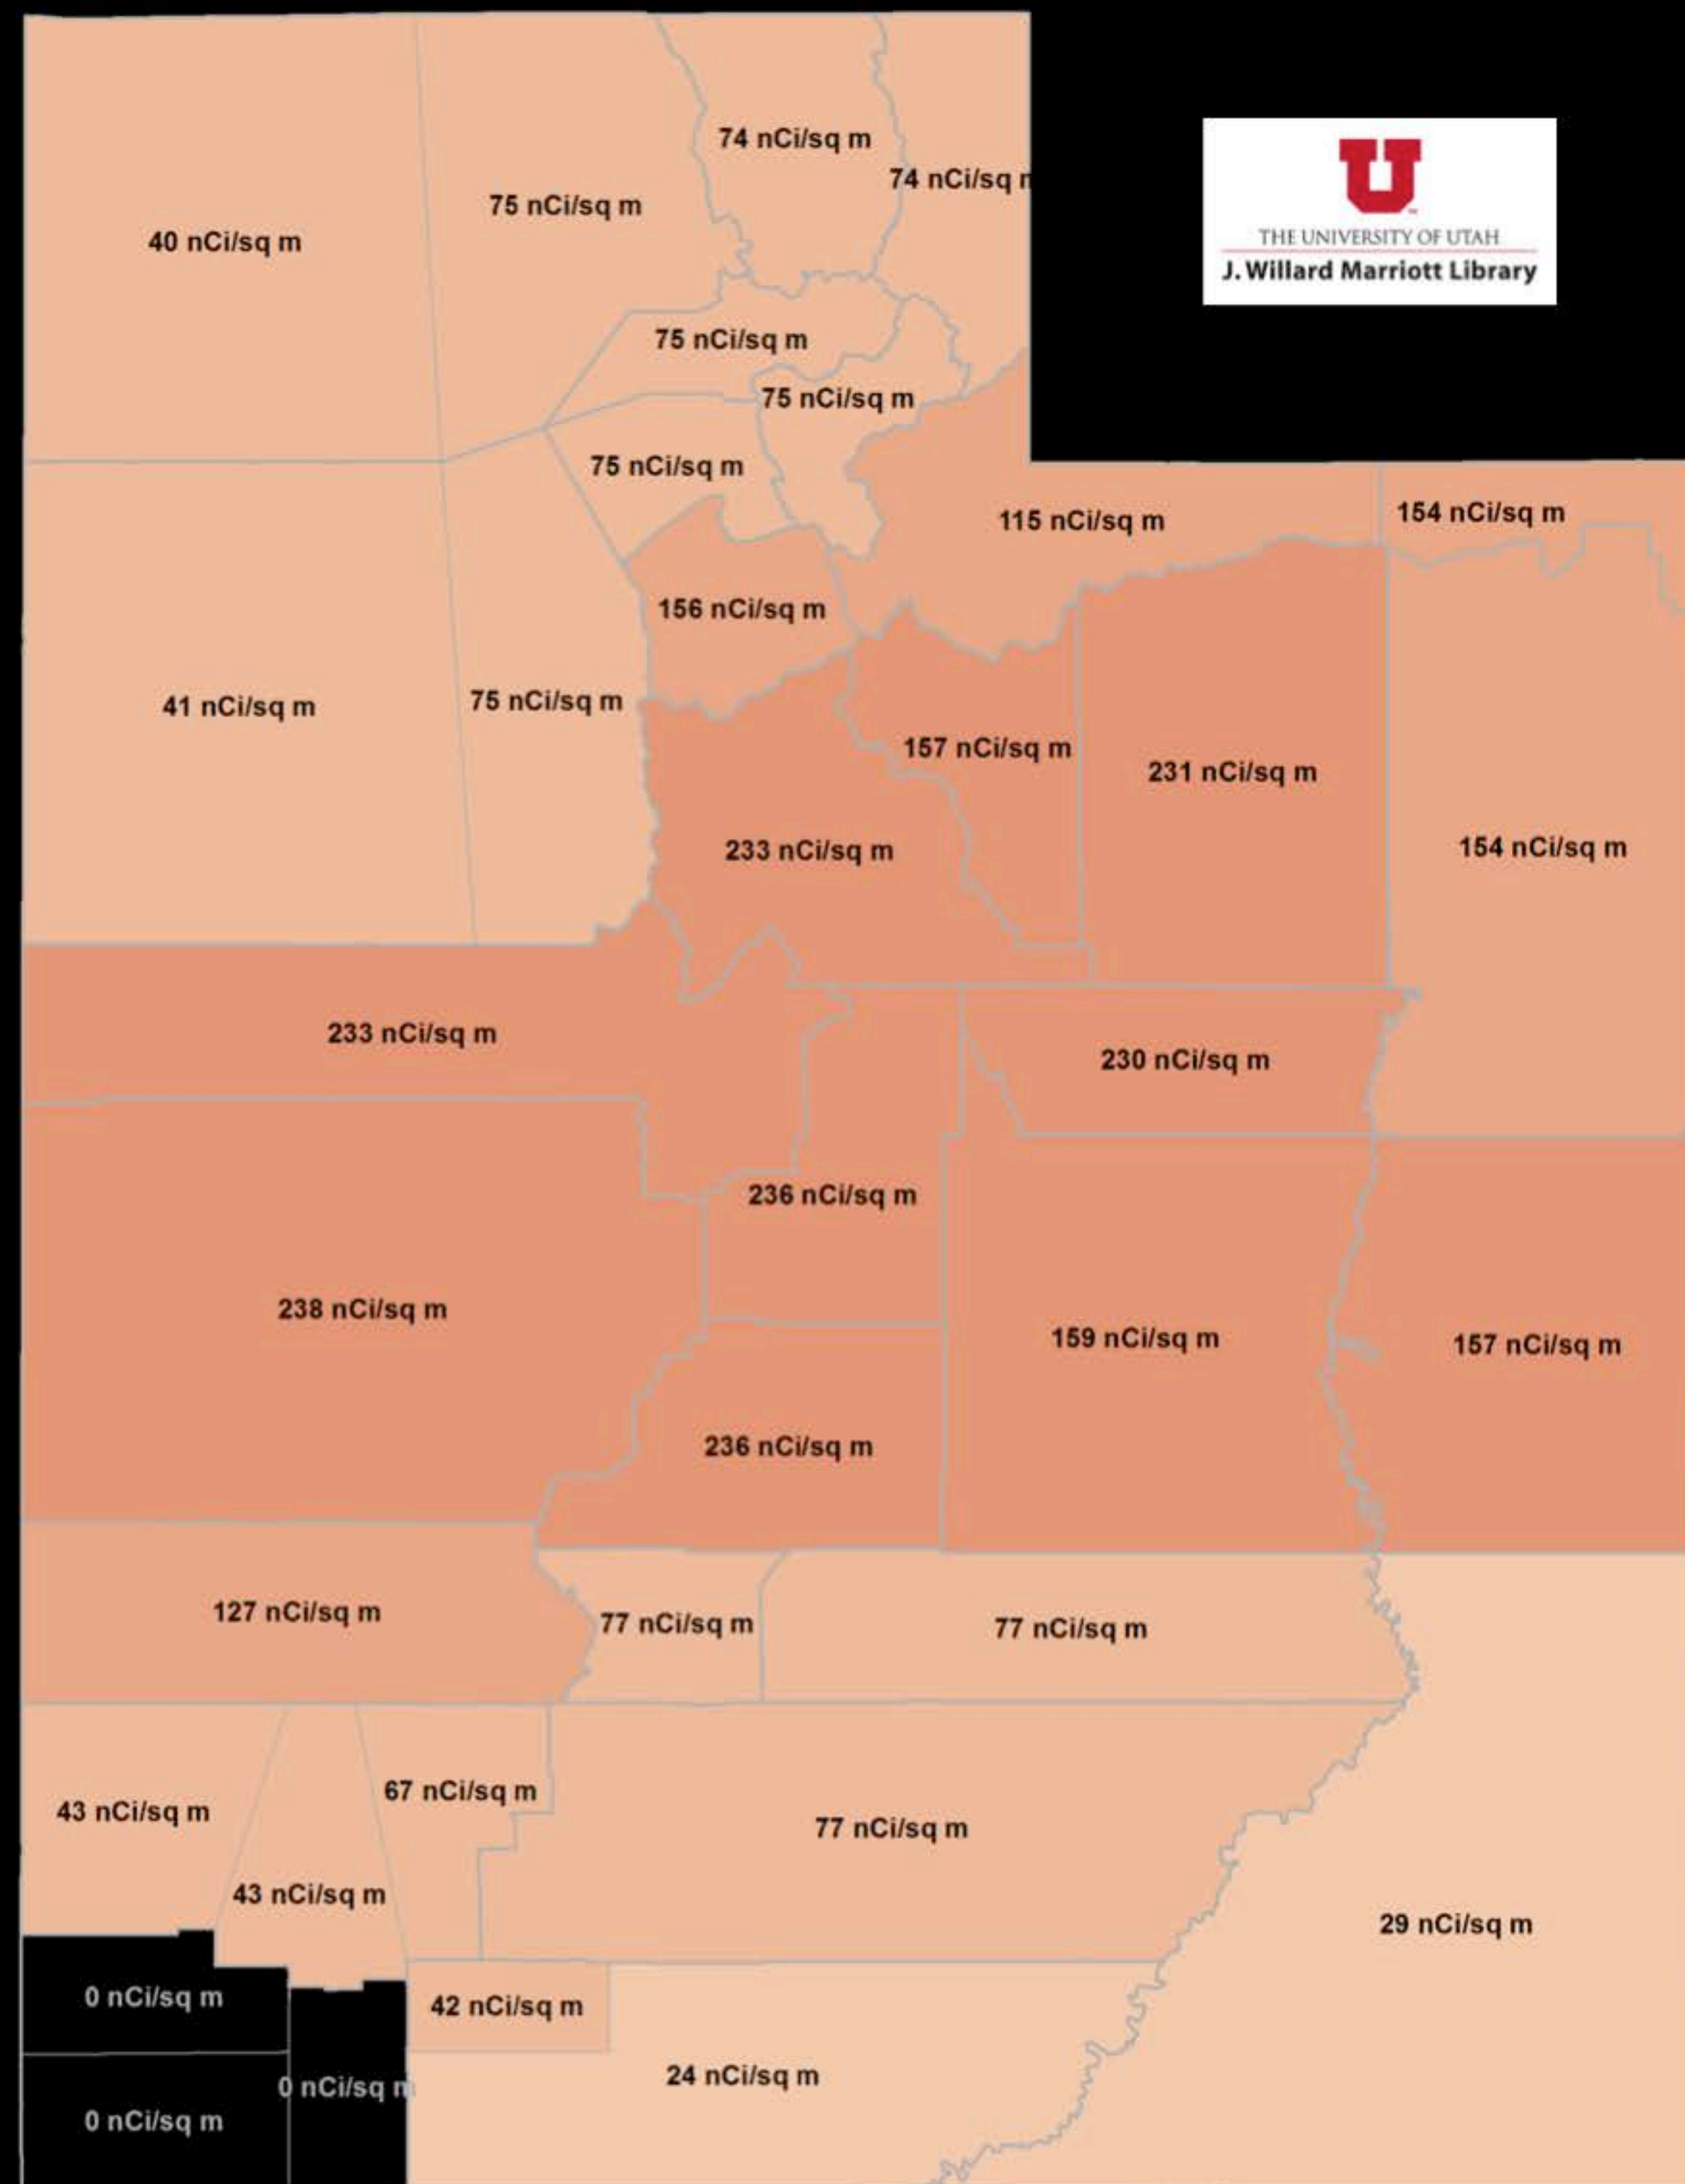 74 nCi/sq m
74 nCi/sq
75 nCi/sq m
40 nCi/sq m
THE UNIVERSITY OF UTAH
J. Willard Marriott Library
75 nCi/sq m
75 nCi/sq m
75 nCi/sq m
115 nCi/sq m
154 nCi/sq m
156 nCi/sq m
41 nCi/sq m
75 nCi/sq m
157 nCi/sq m
231 nCi/sq m
233 nCi/sq m
154 nCi/sq m
233 nCi/sq m
230 nCi/sq m
236 nCi/sq m
238 nCi/sq m
159 nCi/sq m
157 nCi/sq m
236 nCi/sq m
127 nCi/sq m
77 nCi/sq m
77 nCi/sq m
67 nCi/sq m
43 nCi/sq m
77 nCi/sq m
43 nCi/sq m
29 nCi/sq m
0 nCi/sq m
42 nCi/sq m
24 nCi/sq m
0 nCi/sq m
0 nCi/sq m